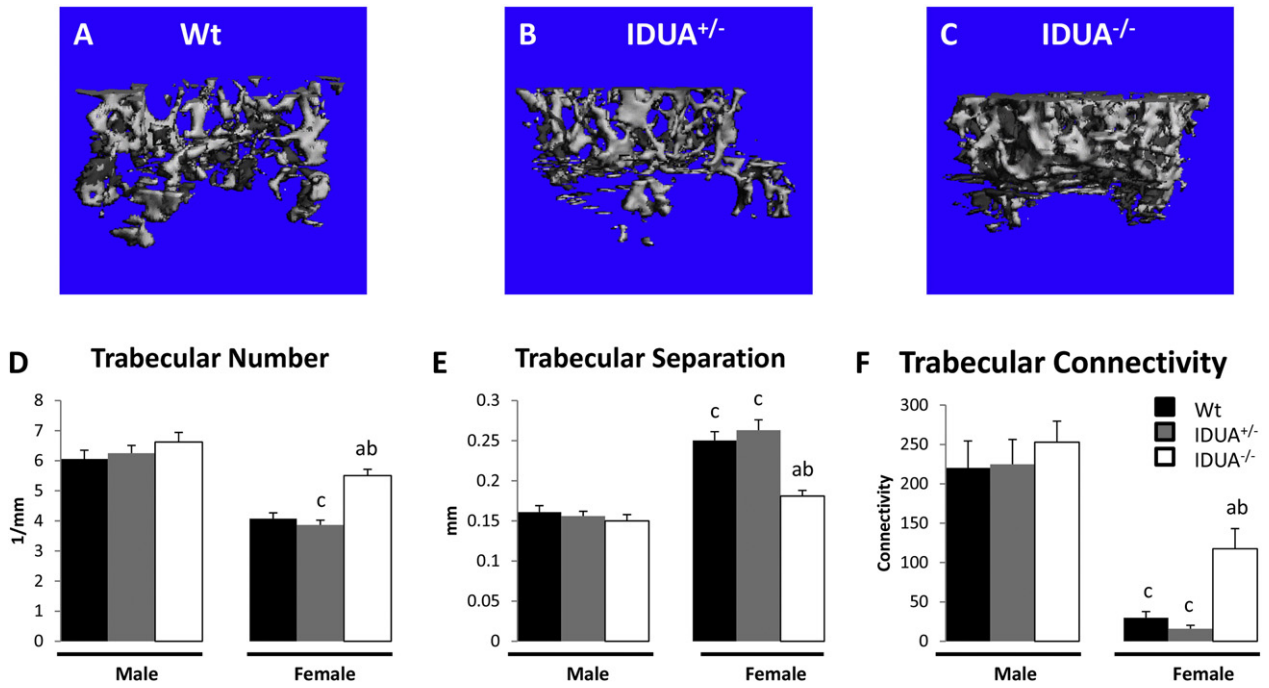 A Wt
B IDUA+/-
C IDUA-/-
D Trabecular Number
8
7
6
5
4
3
2
1
0
1/mm
c
ab
Male Female
E Trabecular Separation
0.3
0.25
0.2
0.15
0.1
0.05
0
mm
c c
ab
Male Female
F Trabecular Connectivity
300
250
200
150
100
50
0
Connectivity
Wt
IDUA+/-
IDUA-/-
ab
c c
Male Female